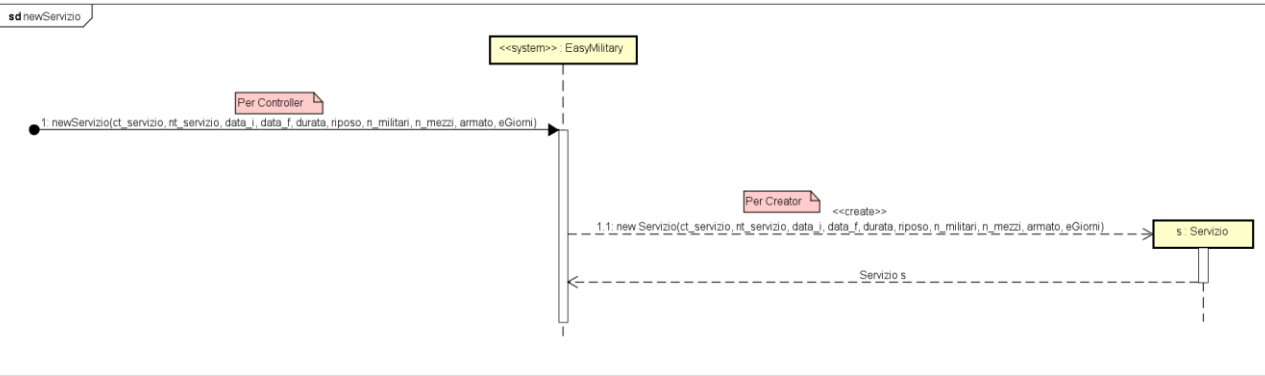 sd newServizio
<<system>> : EasyMilitary
Per Controller
1: newServizio(ct_servizio, nt_servizio, data_i, data_f, durata, riposo, n_militari, n_mezzi, armato, eGiorni)
Per Creator
<<create>>
1.1: new Servizio(ct_servizio, nt_servizio, data_i, data_f, durata, riposo, n_militari, n_mezzi, armato, eGiorni)
s : Servizio
Servizio s